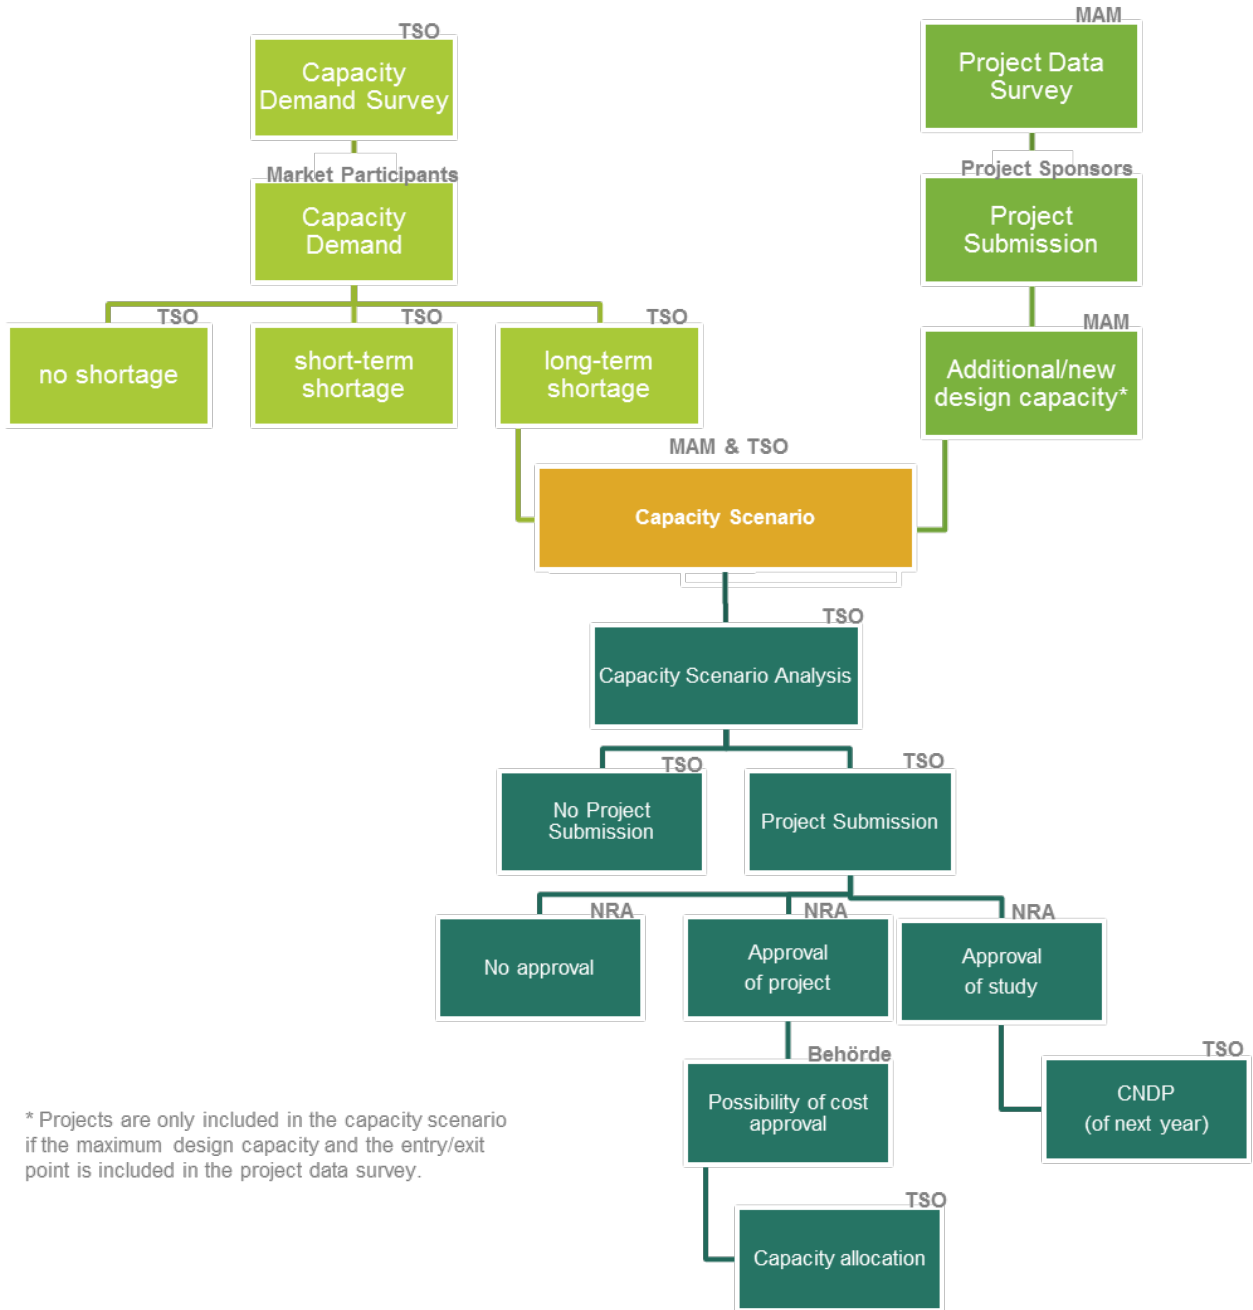 TSO
Capacity
Demand Survey
MAM
Project Data
Survey
Market Participants
Capacity
Demand
Project Sponsors
Project
Submission
TSO
no shortage
TSO
short-term
shortage
TSO
long-term
shortage
MAM
Additional/new
design capacity*
MAM & TSO
Capacity Scenario
TSO
Capacity Scenario Analysis
TSO
No Project
Submission
TSO
Project Submission
NRA
No approval
NRA
Approval
of project
NRA
Approval
of study
Behörde
Possibility of cost
approval
TSO
CNDP
(of next year)
TSO
Capacity allocation
* Projects are only included in the capacity scenario
if the maximum design capacity and the entry/exit
point is included in the project data survey.